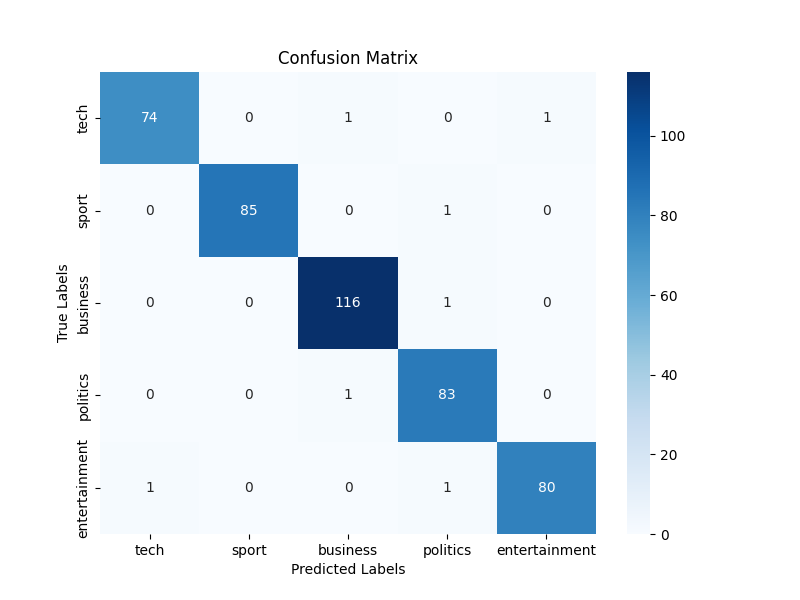 Confusion Matrix
tech 74 0 1 0 1
sport 0 85 0 1 0
business 0 0 116 1 0
politics 0 0 1 83 0
entertainment 1 0 0 1 80
tech sport business politics entertainment
Predicted Labels
True Labels
100
80
60
40
20
0